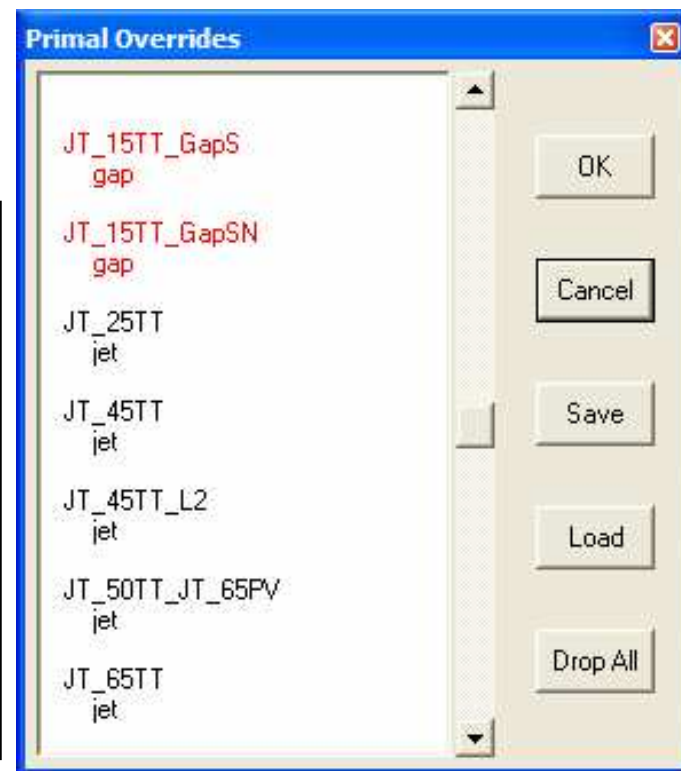 Primal Overrides
JT_15TT_GapS
gap
JT_15TT_GapSN
gap
JT_25TT
jet
JT_45TT
jet
JT_45TT_L2
jet
JT_50TT_JT_65PV
jet
JT_65TT
jet
OK
Cancel
Save
Load
Drop All